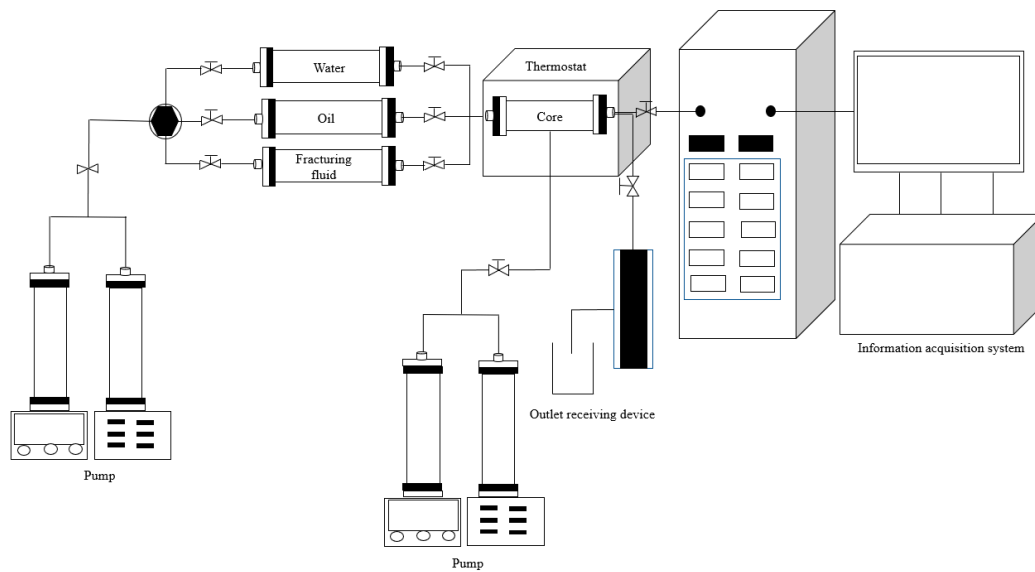 Water
Oil
Fracturing
fluid
Thermostat
Core
Information acquisition system
Outlet receiving device
Pump
Pump